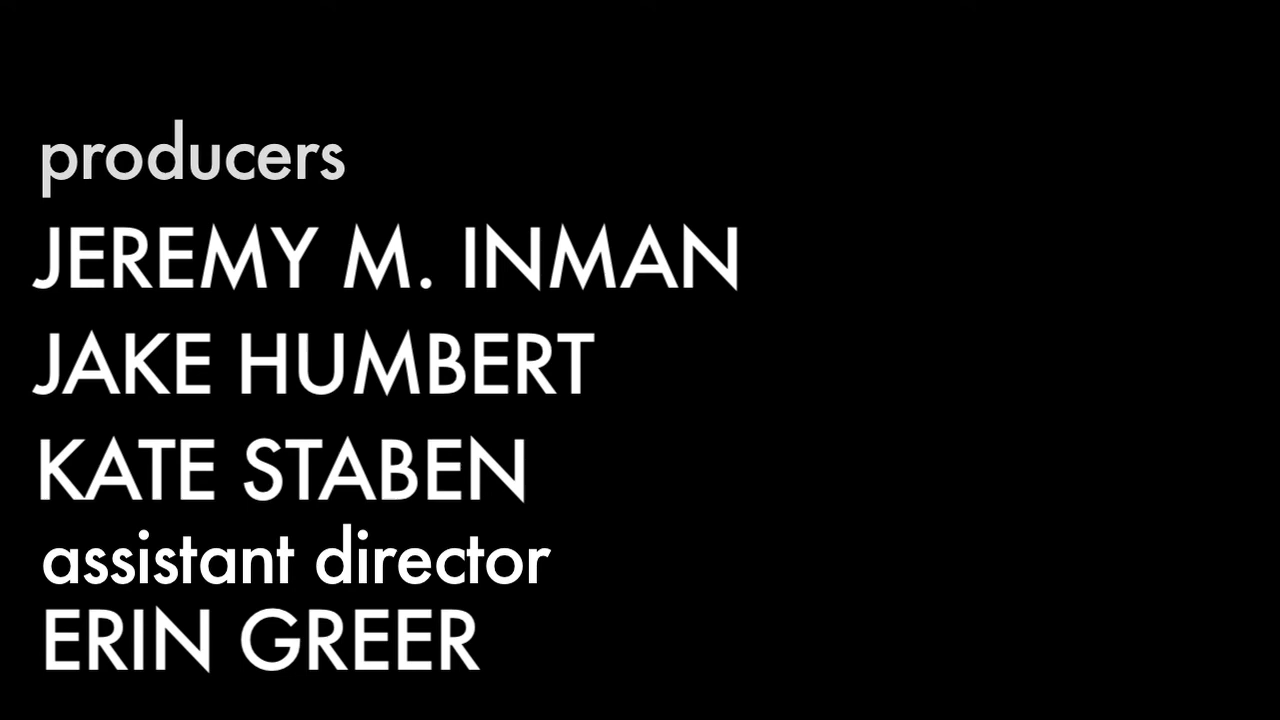 producers
JEREMY M. INMAN
JAKE HUMBERT
KATE STABEN
assistant director
ERIN GREER